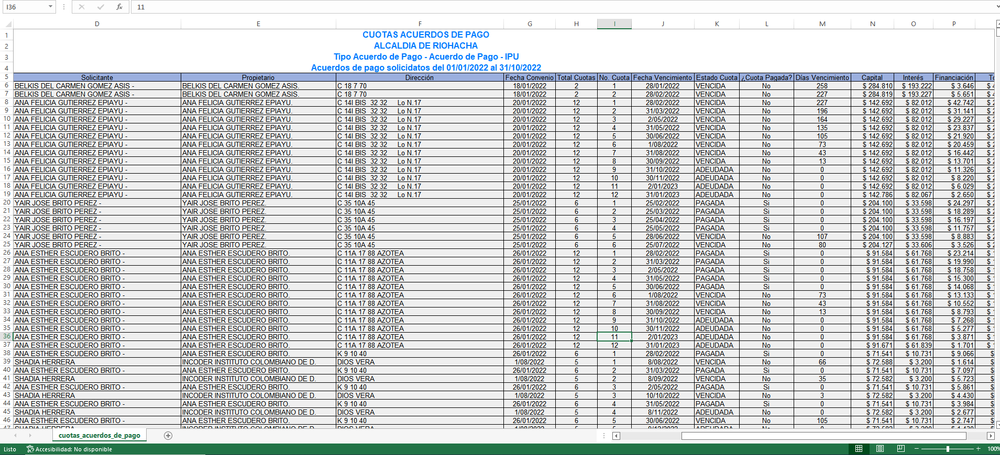 I36 fx 11
D E F G H I J K L M N O P
1 CUOTAS ACUERDOS DE PAGO
2 ALCALDIA DE RIOHACHA
3 Tipo Acuerdo de Pago - Acuerdo de Pago - IPU
4 Acuerdos de pago solicidatos del 01/01/2022 al 31/10/2022
5 Solicitante Propietario Dirección Fecha Convenio Total Cuotas No. Cuota Fecha Vencimiento Estado Cuota ¿Cuota Pagada? Días Vencimiento Capital Interés Financiación
6 BELKIS DEL CARMEN GOMEZ ASIS - BELKIS DEL CARMEN GOMEZ ASIS. C 18 7 70 18/01/2022 2 1 28/01/2022 VENCIDA No 258 $ 284.810 $ 193.222 $ 3.646 $
7 BELKIS DEL CARMEN GOMEZ ASIS - BELKIS DEL CARMEN GOMEZ ASIS. C 18 7 70 18/01/2022 2 2 28/02/2022 VENCIDA No 227 $ 284.819 $ 193.227 $ 5.651 $
8 ANA FELICIA GUTIERREZ EPIAYU - ANA FELICIA GUTIERREZ EPIAYU. C 14I BIS 32 32 Lo N.17 20/01/2022 12 1 28/02/2022 VENCIDA No 227 $ 142.692 $ 82.012 $ 42.742 $
9 ANA FELICIA GUTIERREZ EPIAYU - ANA FELICIA GUTIERREZ EPIAYU. C 14I BIS 32 32 Lo N.17 20/01/2022 12 2 31/03/2022 VENCIDA No 196 $ 142.692 $ 82.012 $ 31.141 $
10 ANA FELICIA GUTIERREZ EPIAYU - ANA FELICIA GUTIERREZ EPIAYU. C 14I BIS 32 32 Lo N.17 20/01/2022 12 3 2/05/2022 VENCIDA No 164 $ 142.692 $ 82.012 $ 29.227 $
11 ANA FELICIA GUTIERREZ EPIAYU - ANA FELICIA GUTIERREZ EPIAYU. C 14I BIS 32 32 Lo N.17 20/01/2022 12 4 31/05/2022 VENCIDA No 135 $ 142.692 $ 82.012 $ 23.837 $
12 ANA FELICIA GUTIERREZ EPIAYU - ANA FELICIA GUTIERREZ EPIAYU. C 14I BIS 32 32 Lo N.17 20/01/2022 12 5 30/06/2022 VENCIDA No 105 $ 142.692 $ 82.012 $ 21.920 $
13 ANA FELICIA GUTIERREZ EPIAYU - ANA FELICIA GUTIERREZ EPIAYU. C 14I BIS 32 32 Lo N.17 20/01/2022 12 6 1/08/2022 VENCIDA No 73 $ 142.692 $ 82.012 $ 20.459 $
14 ANA FELICIA GUTIERREZ EPIAYU - ANA FELICIA GUTIERREZ EPIAYU. C 14I BIS 32 32 Lo N.17 20/01/2022 12 7 31/08/2022 VENCIDA No 43 $ 142.692 $ 82.012 $ 16.442 $
15 ANA FELICIA GUTIERREZ EPIAYU - ANA FELICIA GUTIERREZ EPIAYU. C 14I BIS 32 32 Lo N.17 20/01/2022 12 8 30/09/2022 VENCIDA No 13 $ 142.692 $ 82.012 $ 13.701 $
16 ANA FELICIA GUTIERREZ EPIAYU - ANA FELICIA GUTIERREZ EPIAYU. C 14I BIS 32 32 Lo N.17 20/01/2022 12 9 31/10/2022 ADEUDADA No 0 $ 142.692 $ 82.012 $ 11.326 $
17 ANA FELICIA GUTIERREZ EPIAYU - ANA FELICIA GUTIERREZ EPIAYU. C 14I BIS 32 32 Lo N.17 20/01/2022 12 10 30/11/2022 ADEUDADA No 0 $ 142.692 $ 82.012 $ 8.220 $
18 ANA FELICIA GUTIERREZ EPIAYU - ANA FELICIA GUTIERREZ EPIAYU. C 14I BIS 32 32 Lo N.17 20/01/2022 12 11 2/01/2023 ADEUDADA No 0 $ 142.692 $ 82.012 $ 6.029 $
19 ANA FELICIA GUTIERREZ EPIAYU - ANA FELICIA GUTIERREZ EPIAYU. C 14I BIS 32 32 Lo N.17 20/01/2022 12 12 31/01/2023 ADEUDADA No 0 $ 142.786 $ 82.067 $ 2.650 $
20 YAIR JOSE BRITO PEREZ - YAIR JOSE BRITO PEREZ. C 35 10A 45 25/01/2022 6 1 25/02/2022 PAGADA Si 0 $ 204.100 $ 33.598 $ 24.297 $
21 YAIR JOSE BRITO PEREZ - YAIR JOSE BRITO PEREZ. C 35 10A 45 25/01/2022 6 2 25/03/2022 PAGADA Si 0 $ 204.100 $ 33.598 $ 18.289 $
22 YAIR JOSE BRITO PEREZ - YAIR JOSE BRITO PEREZ. C 35 10A 45 25/01/2022 6 3 25/04/2022 PAGADA Si 0 $ 204.100 $ 33.598 $ 16.197 $
23 YAIR JOSE BRITO PEREZ - YAIR JOSE BRITO PEREZ. C 35 10A 45 25/01/2022 6 4 25/05/2022 PAGADA Si 0 $ 204.100 $ 33.598 $ 11.757 $
24 YAIR JOSE BRITO PEREZ - YAIR JOSE BRITO PEREZ. C 35 10A 45 25/01/2022 6 5 28/06/2022 VENCIDA No 107 $ 204.100 $ 33.598 $ 8.883 $
25 YAIR JOSE BRITO PEREZ - YAIR JOSE BRITO PEREZ. C 35 10A 45 25/01/2022 6 6 25/07/2022 VENCIDA No 80 $ 204.127 $ 33.606 $ 3.526 $
26 ANA ESTHER ESCUDERO BRITO - ANA ESTHER ESCUDERO BRITO. C 11A 17 88 AZOTEA 26/01/2022 12 1 28/02/2022 PAGADA Si 0 $ 91.584 $ 61.768 $ 23.214 $
27 ANA ESTHER ESCUDERO BRITO - ANA ESTHER ESCUDERO BRITO. C 11A 17 88 AZOTEA 26/01/2022 12 2 31/03/2022 PAGADA Si 0 $ 91.584 $ 61.768 $ 19.990 $
28 ANA ESTHER ESCUDERO BRITO - ANA ESTHER ESCUDERO BRITO. C 11A 17 88 AZOTEA 26/01/2022 12 3 2/05/2022 PAGADA Si 0 $ 91.584 $ 61.768 $ 18.758 $
29 ANA ESTHER ESCUDERO BRITO - ANA ESTHER ESCUDERO BRITO. C 11A 17 88 AZOTEA 26/01/2022 12 4 31/05/2022 PAGADA Si 0 $ 91.584 $ 61.768 $ 15.300 $
30 ANA ESTHER ESCUDERO BRITO - ANA ESTHER ESCUDERO BRITO. C 11A 17 88 AZOTEA 26/01/2022 12 5 30/06/2022 PAGADA Si 0 $ 91.584 $ 61.768 $ 14.068 $
31 ANA ESTHER ESCUDERO BRITO - ANA ESTHER ESCUDERO BRITO. C 11A 17 88 AZOTEA 26/01/2022 12 6 1/08/2022 VENCIDA No 73 $ 91.584 $ 61.768 $ 13.133 $
32 ANA ESTHER ESCUDERO BRITO - ANA ESTHER ESCUDERO BRITO. C 11A 17 88 AZOTEA 26/01/2022 12 7 31/08/2022 VENCIDA No 43 $ 91.584 $ 61.768 $ 10.552 $
33 ANA ESTHER ESCUDERO BRITO - ANA ESTHER ESCUDERO BRITO. C 11A 17 88 AZOTEA 26/01/2022 12 8 30/09/2022 VENCIDA No 13 $ 91.584 $ 61.768 $ 8.793 $
34 ANA ESTHER ESCUDERO BRITO - ANA ESTHER ESCUDERO BRITO. C 11A 17 88 AZOTEA 26/01/2022 12 9 31/10/2022 ADEUDADA No 0 $ 91.584 $ 61.768 $ 7.268 $
35 ANA ESTHER ESCUDERO BRITO - ANA ESTHER ESCUDERO BRITO. C 11A 17 88 AZOTEA 26/01/2022 12 10 30/11/2022 ADEUDADA No 0 $ 91.584 $ 61.768 $ 5.277 $
36 ANA ESTHER ESCUDERO BRITO - ANA ESTHER ESCUDERO BRITO. C 11A 17 88 AZOTEA 26/01/2022 12 11 2/01/2023 ADEUDADA No 0 $ 91.584 $ 61.768 $ 3.871 $
37 ANA ESTHER ESCUDERO BRITO - ANA ESTHER ESCUDERO BRITO. C 11A 17 88 AZOTEA 26/01/2022 12 12 31/01/2023 ADEUDADA No 0 $ 91.671 $ 61.839 $ 1.701 $
38 ANA ESTHER ESCUDERO BRITO - ANA ESTHER ESCUDERO BRITO. K 9 10 40 26/01/2022 6 1 28/02/2022 PAGADA Si 0 $ 71.541 $ 10.731 $ 9.066 $
39 SHADIA HERRERA INCODER INSTITUTO COLOMBIANO DE D. DIOS VERA 1/08/2022 5 1 8/08/2022 VENCIDA No 66 $ 72.588 $ 3.200 $ 1.614 $
40 ANA ESTHER ESCUDERO BRITO - ANA ESTHER ESCUDERO BRITO. K 9 10 40 26/01/2022 6 2 31/03/2022 PAGADA Si 0 $ 71.541 $ 10.731 $ 7.097 $
41 SHADIA HERRERA INCODER INSTITUTO COLOMBIANO DE D. DIOS VERA 1/08/2022 5 2 8/09/2022 VENCIDA No 35 $ 72.582 $ 3.200 $ 5.723 $
42 ANA ESTHER ESCUDERO BRITO - ANA ESTHER ESCUDERO BRITO. K 9 10 40 26/01/2022 6 3 2/05/2022 PAGADA Si 0 $ 71.541 $ 10.731 $ 5.861 $
43 SHADIA HERRERA INCODER INSTITUTO COLOMBIANO DE D. DIOS VERA 1/08/2022 5 3 10/10/2022 VENCIDA No 3 $ 72.582 $ 3.200 $ 4.430 $
44 ANA ESTHER ESCUDERO BRITO - ANA ESTHER ESCUDERO BRITO. K 9 10 40 26/01/2022 6 4 31/05/2022 PAGADA Si 0 $ 71.541 $ 10.731 $ 3.984 $
45 SHADIA HERRERA INCODER INSTITUTO COLOMBIANO DE D. DIOS VERA 1/08/2022 5 4 8/11/2022 ADEUDADA No 0 $ 72.582 $ 3.200 $ 2.677 $
46 ANA ESTHER ESCUDERO BRITO - ANA ESTHER ESCUDERO BRITO. K 9 10 40 26/01/2022 6 5 30/06/2022 VENCIDA No 105 $ 71.541 $ 10.731 $ 2.747 $
cuotas_acuerdos_de_pago
Listo Accesibilidad: No disponible 100%